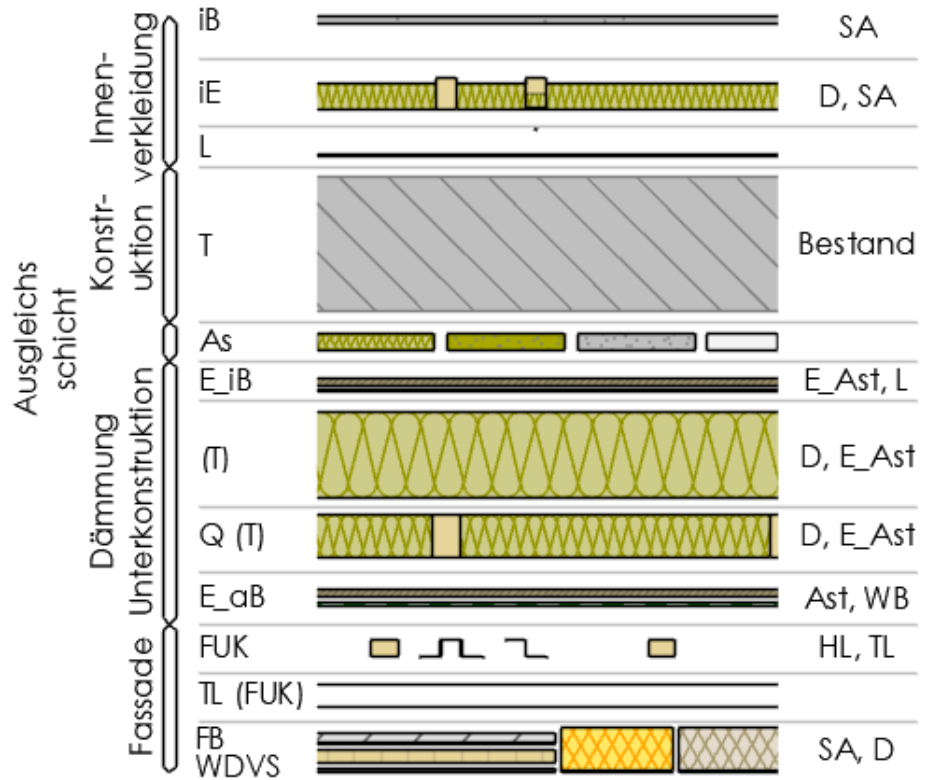 Innen-
verkleidung
iB
SA
iE
D, SA
L
Konstr-
uktion
T
Bestand
Ausgleichs
schicht
As
Dämmung
Unterkonstruktion
E_iB
E_Ast, L
(T)
D, E_Ast
Q (T)
D, E_Ast
E_aB
Ast, WB
Fassade
FUK
HL, TL
TL (FUK)
FB
WDVS
SA, D